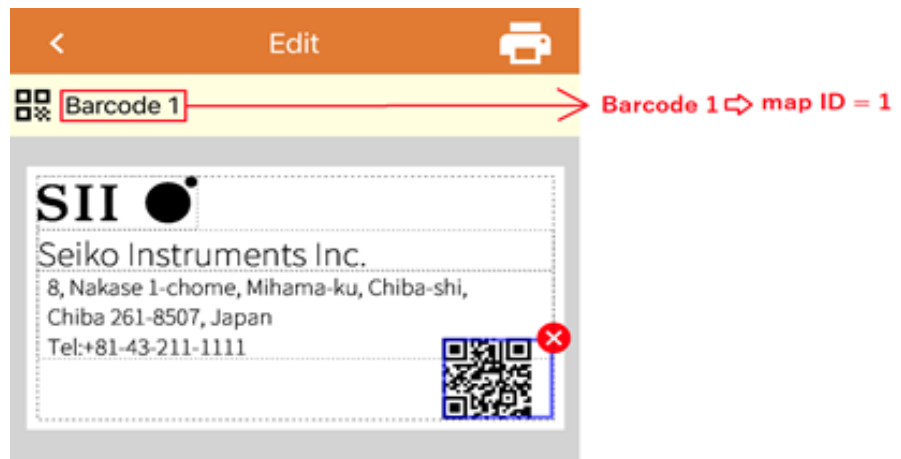 Edit
Barcode 1
Barcode 1 ⇨ map ID = 1
SII
Seiko Instruments Inc.
8, Nakase 1-chome, Mihama-ku, Chiba-shi,
Chiba 261-8507, Japan
Tel:+81-43-211-1111